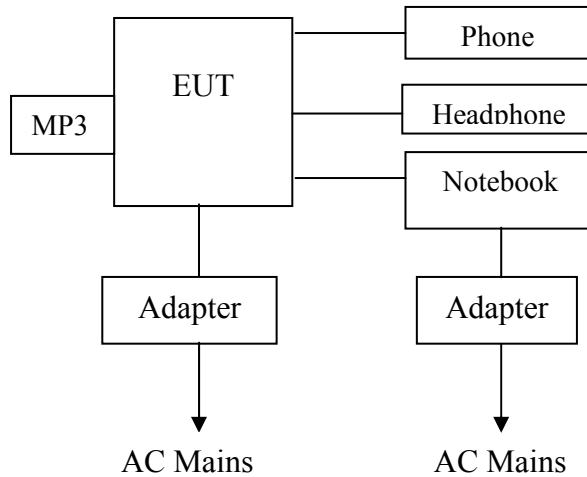 Phone
EUT
MP3
Headphone
Notebook
Adapter
Adapter
AC Mains
AC Mains